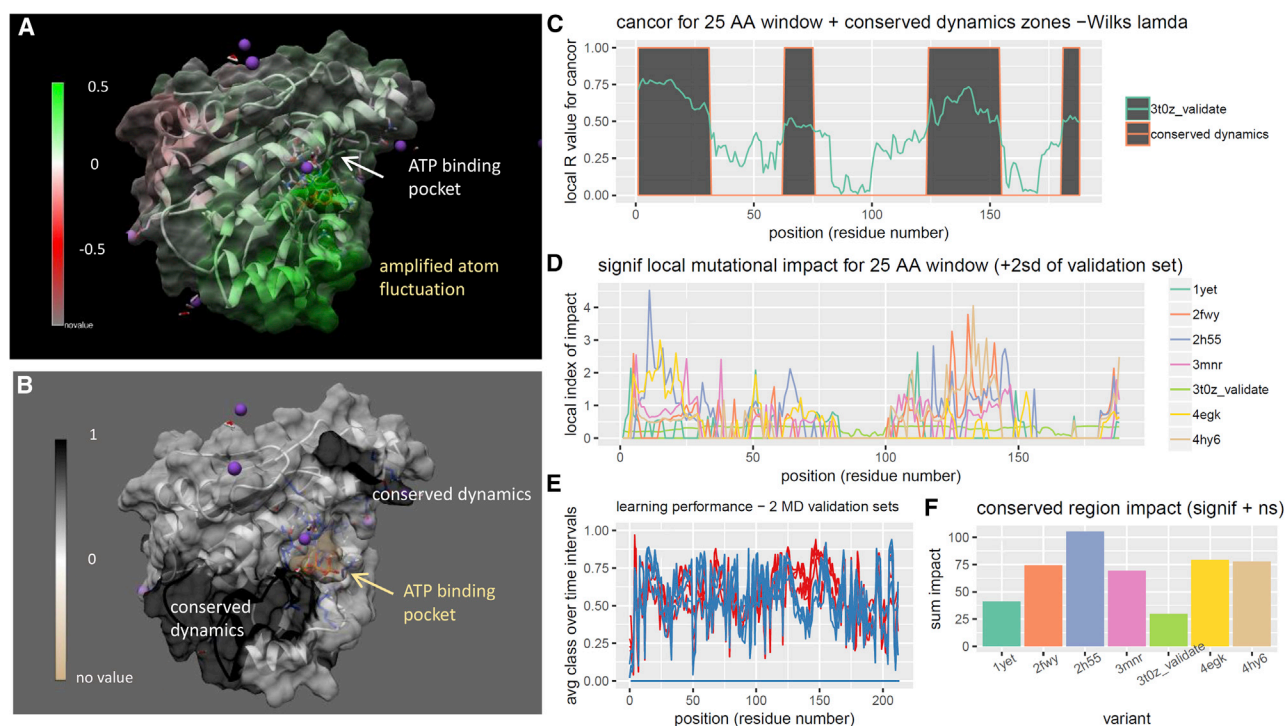 A
0.5
0
-0.5
novalue
ATP binding
pocket
amplified atom
fluctuation
B
1
0
no value
conserved dynamics
ATP binding
pocket
conserved
dynamics
C
cancor for 25 AA window + conserved dynamics zones −Wilks lamda
local R value for cancor
1.00
0.75
0.50
0.25
0.00
0
50
100
150
position (residue number)
3t0z_validate
conserved dynamics
D
signif local mutational impact for 25 AA window (+2sd of validation set)
local index of impact
4
3
2
1
0
0
50
100
150
position (residue number)
1yet
2fwy
2h55
3mnr
3t0z_validate
4egk
4hy6
E
learning performance − 2 MD validation sets
avg class over time intervals
1.00
0.75
0.50
0.25
0.00
0
50
100
150
200
position (residue number)
F
conserved region impact (signif + ns)
sum impact
100
75
50
25
0
1yet
2fwy
2h55
3mnr
3t0z_validate
4egk
4hy6
variant